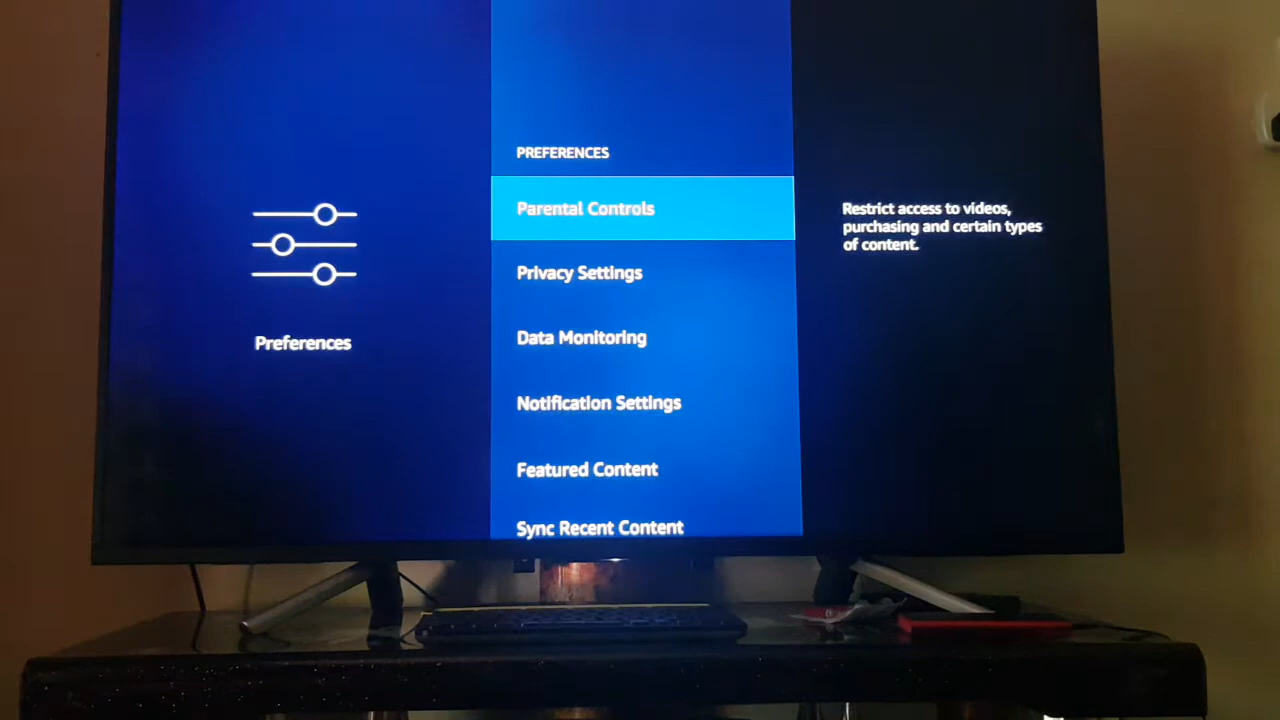 Preferences
PREFERENCES
Parental Controls
Privacy Settings
Data Monitoring
Notification Settings
Featured Content
Sync Recent Content
Restrict access to videos,
purchasing and certain types
of content.